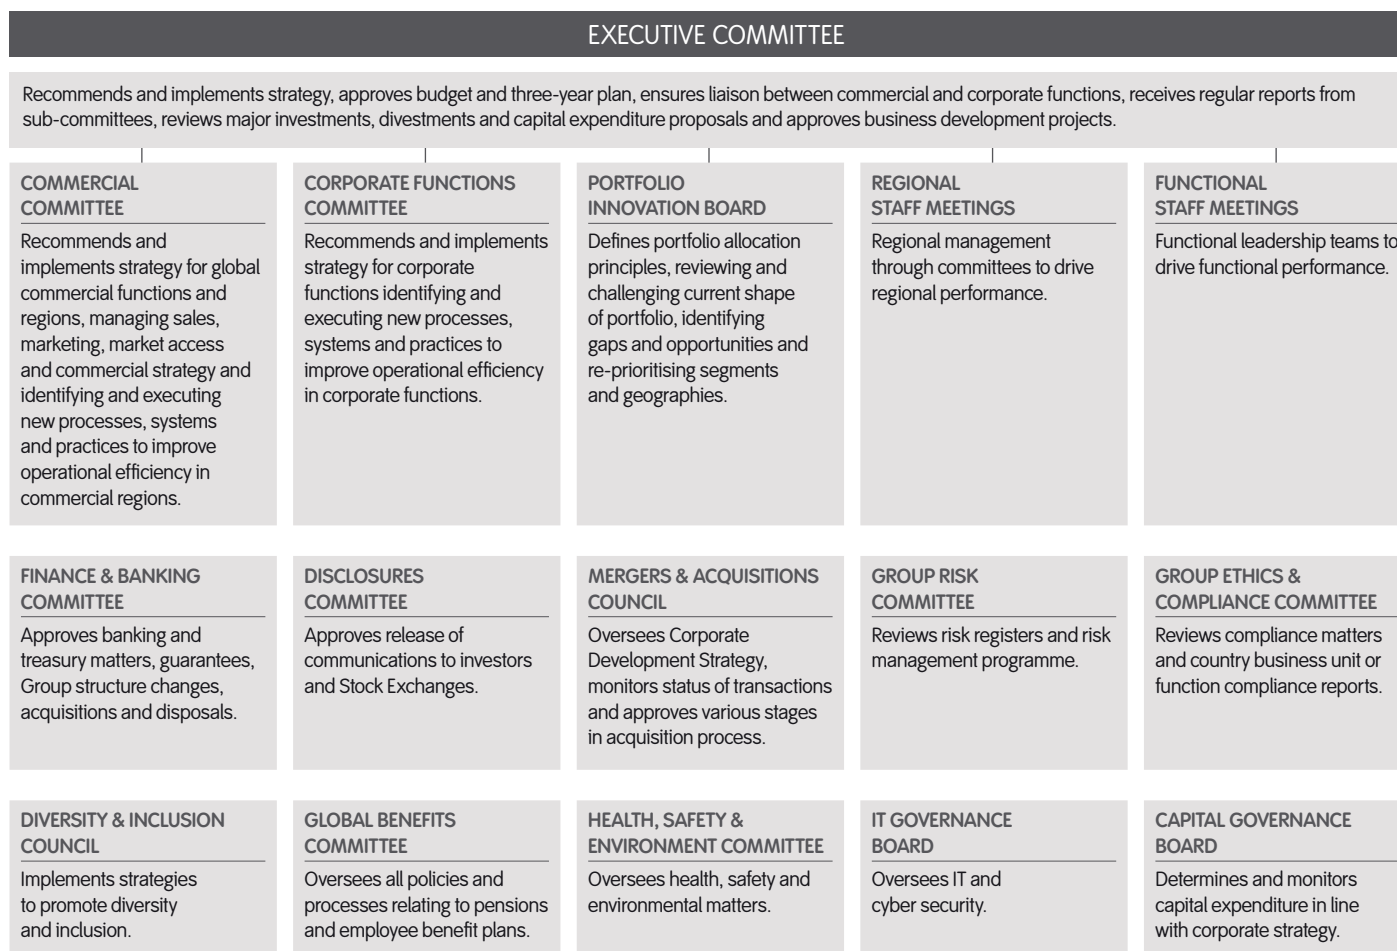 EXECUTIVE COMMITTEE
Recommends and implements strategy, approves budget and three-year plan, ensures liaison between commercial and corporate functions, receives regular reports from
sub-committees, reviews major investments, divestments and capital expenditure proposals and approves business development projects.
COMMERCIAL
COMMITTEE
Recommends and
implements strategy for global
commercial functions and
regions, managing sales,
marketing, market access
and commercial strategy and
identifying and executing
new processes, systems
and practices to improve
operational efficiency in
commercial regions.
CORPORATE FUNCTIONS
COMMITTEE
Recommends and implements
strategy for corporate
functions identifying and
executing new processes,
systems and practices to
improve operational efficiency
in corporate functions.
PORTFOLIO
INNOVATION BOARD
Defines portfolio allocation
principles, reviewing and
challenging current shape
of portfolio, identifying
gaps and opportunities and
re-prioritising segments
and geographies.
REGIONAL
STAFF MEETINGS
Regional management
through committees to drive
regional performance.
FUNCTIONAL
STAFF MEETINGS
Functional leadership teams to
drive functional performance.
FINANCE & BANKING
COMMITTEE
Approves banking and
treasury matters, guarantees,
Group structure changes,
acquisitions and disposals.
DISCLOSURES
COMMITTEE
Approves release of
communications to investors
and Stock Exchanges.
MERGERS & ACQUISITIONS
COUNCIL
Oversees Corporate
Development Strategy,
monitors status of transactions
and approves various stages
in acquisition process.
GROUP RISK
COMMITTEE
Reviews risk registers and risk
management programme.
GROUP ETHICS &
COMPLIANCE COMMITTEE
Reviews compliance matters
and country business unit or
function compliance reports.
DIVERSITY & INCLUSION
COUNCIL
Implements strategies
to promote diversity
and inclusion.
GLOBAL BENEFITS
COMMITTEE
Oversees all policies and
processes relating to pensions
and employee benefit plans.
HEALTH, SAFETY &
ENVIRONMENT COMMITTEE
Oversees health, safety and
environmental matters.
IT GOVERNANCE
BOARD
Oversees IT and
cyber security.
CAPITAL GOVERNANCE
BOARD
Determines and monitors
capital expenditure in line
with corporate strategy.